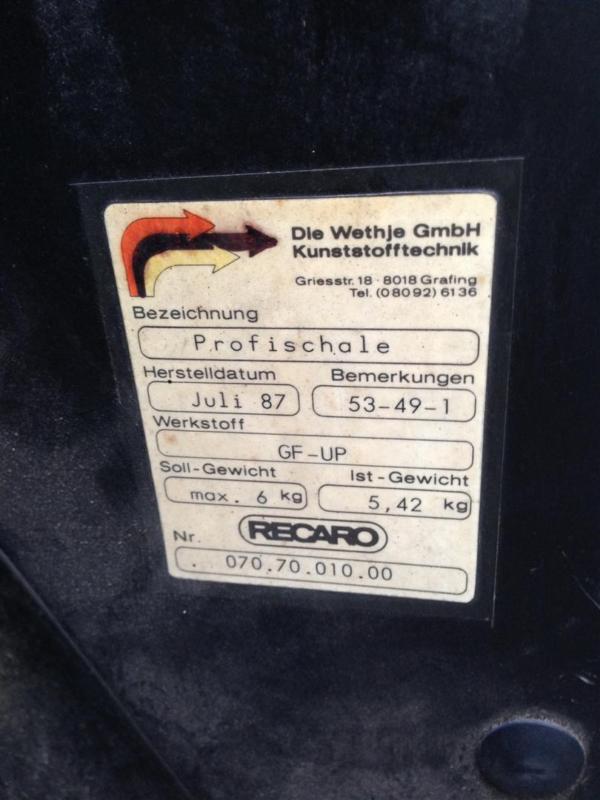 Die Wethje GmbH
Kunststofftechnik
Griesstr. 18 · 8018 Grafing
Tel. (08092) 6136
Bezeichnung
Profischale
Herstelldatum Bemerkungen
Juli 87 53-49-1
Werkstoff
GF-UP
Soll-Gewicht Ist-Gewicht
max. 6 kg 5,42 kg
Nr. RECARO
070.70.010.00